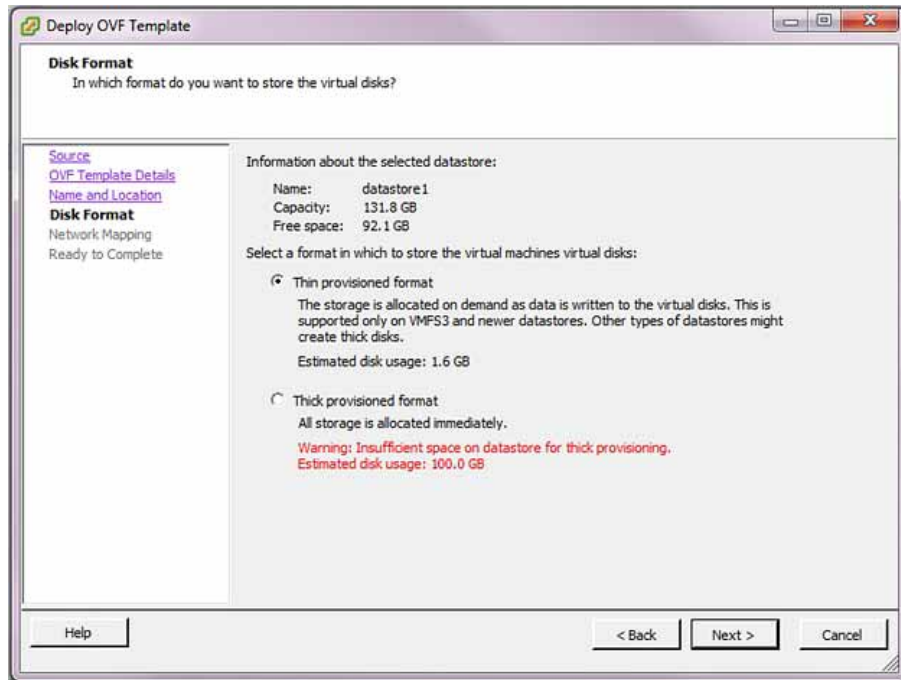 Deploy OVF Template
Disk Format
In which format do you want to store the virtual disks?
Source
OVF Template Details
Name and Location
Disk Format
Network Mapping
Ready to Complete
Information about the selected datastore:
Name: datastore1
Capacity: 131.8 GB
Free space: 92.1 GB
Select a format in which to store the virtual machines virtual disks:
Thin provisioned format
The storage is allocated on demand as data is written to the virtual disks. This is
supported only on VMFS3 and newer datastores. Other types of datastores might
create thick disks.
Estimated disk usage: 1.6 GB
Thick provisioned format
All storage is allocated immediately.
Warning: Insufficient space on datastore for thick provisioning.
Estimated disk usage: 100.0 GB
Help
< Back
Next >
Cancel